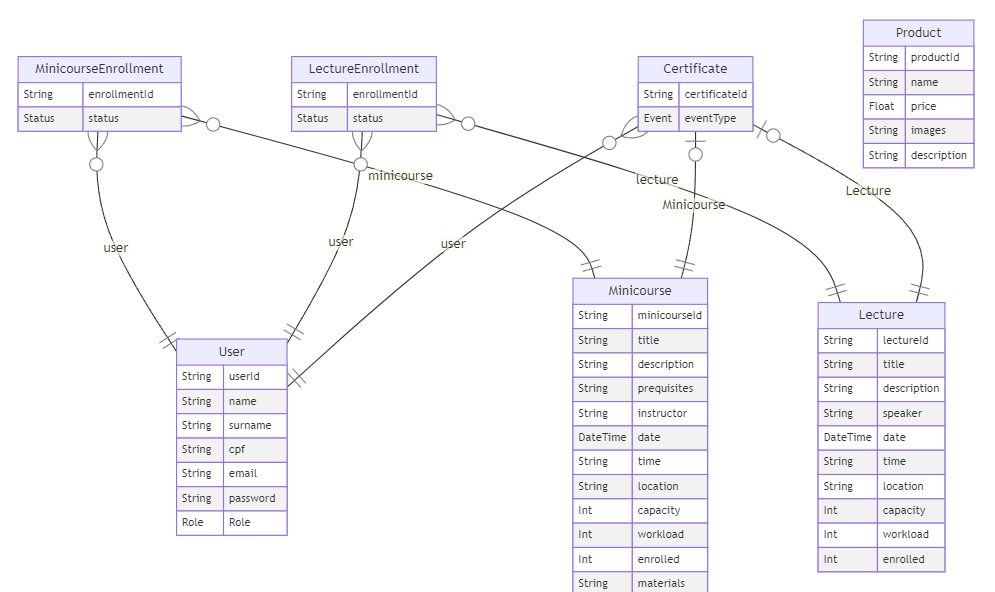 Product
String productId
String name
Float price
String images
String description
MinicourseEnrollment
String enrollmentId
Status status
LectureEnrollment
String enrollmentId
Status status
Certificate
String certificateId
Event eventType
minicourse
lecture
Lecture
Minicourse
user
user
user
Minicourse
String minicourseId
String title
String description
String prequisites
String instructor
DateTime date
String time
String location
Int capacity
Int workload
Int enrolled
String materials
Lecture
String lectureId
String title
String description
String speaker
DateTime date
String time
String location
Int capacity
Int workload
Int enrolled
User
String userId
String name
String surname
String cpf
String email
String password
Role Role